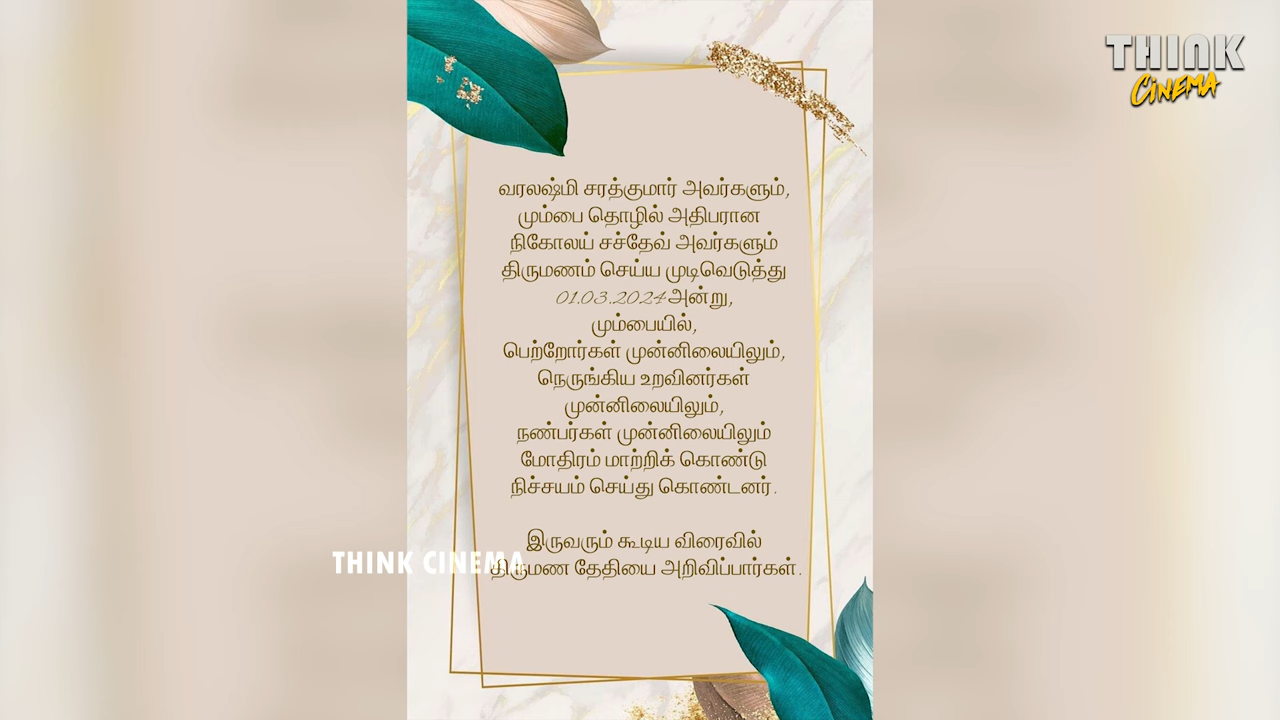 THINK
CINEMA
வரலஷ்மி சரத்குமார் அவர்களும்,
மும்பை தொழில் அதிபரான
நிகோலய் சச்தேவ் அவர்களும்
திருமணம் செய்ய முடிவெடுத்து
01.03.2024 அன்று,
மும்பையில்,
பெற்றோர்கள் முன்னிலையிலும்,
நெருங்கிய உறவினர்கள்
முன்னிலையிலும்,
நண்பர்கள் முன்னிலையிலும்
மோதிரம் மாற்றிக் கொண்டு
நிச்சயம் செய்து கொண்டனர்.
இருவரும் கூடிய விரைவில்
திருமண தேதியை அறிவிப்பார்கள்.
THINK CINEMA